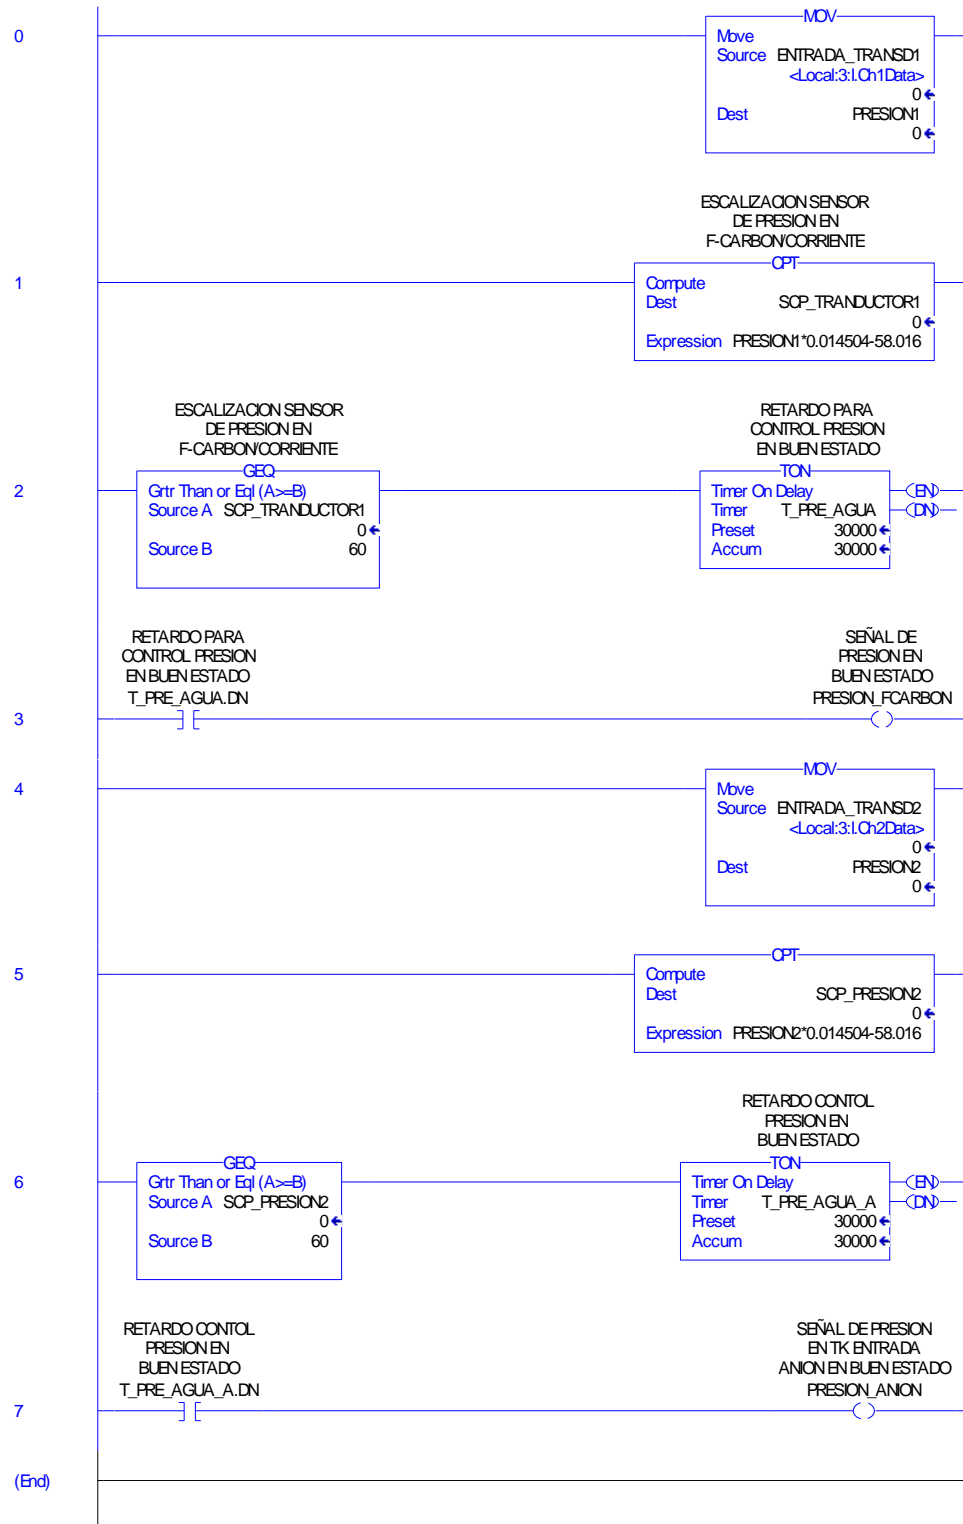 MOV
0
Move
Source ENTRADA_TRANSD1
<Local:3:I.Ch1Data>
0
Dest PRESION1
0
ESCALIZACION SENSOR
DE PRESION EN
F-CARBON/CORRIENTE
CPT
1
Compute
Dest SCP_TRANDUCTOR1
0
Expression PRESION1*0.014504-58.016
ESCALIZACION SENSOR
DE PRESION EN
F-CARBON/CORRIENTE
GEQ
2
Grtr Than or Eql (A>=B)
Source A SCP_TRANDUCTOR1
0
Source B 60
RETARDO PARA
CONTROL PRESION
EN BUEN ESTADO
TON
Timer On Delay
Timer T_PRE_AGUA
Preset 30000
Accum 30000
EN
DN
RETARDO PARA
CONTROL PRESION
EN BUEN ESTADO
T_PRE_AGUA.DN
3
SEÑAL DE
PRESION EN
BUEN ESTADO
PRESION_FCARBON
MOV
4
Move
Source ENTRADA_TRANSD2
<Local:3:I.Ch2Data>
0
Dest PRESION2
0
CPT
5
Compute
Dest SCP_PRESION2
0
Expression PRESION2*0.014504-58.016
GEQ
6
Grtr Than or Eql (A>=B)
Source A SCP_PRESION2
0
Source B 60
RETARDO CONTOL
PRESION EN
BUEN ESTADO
TON
Timer On Delay
Timer T_PRE_AGUA_A
Preset 30000
Accum 30000
EN
DN
RETARDO CONTOL
PRESION EN
BUEN ESTADO
T_PRE_AGUA_A.DN
7
SEÑAL DE PRESION
EN TK ENTRADA
ANION EN BUEN ESTADO
PRESION_ANION
(End)